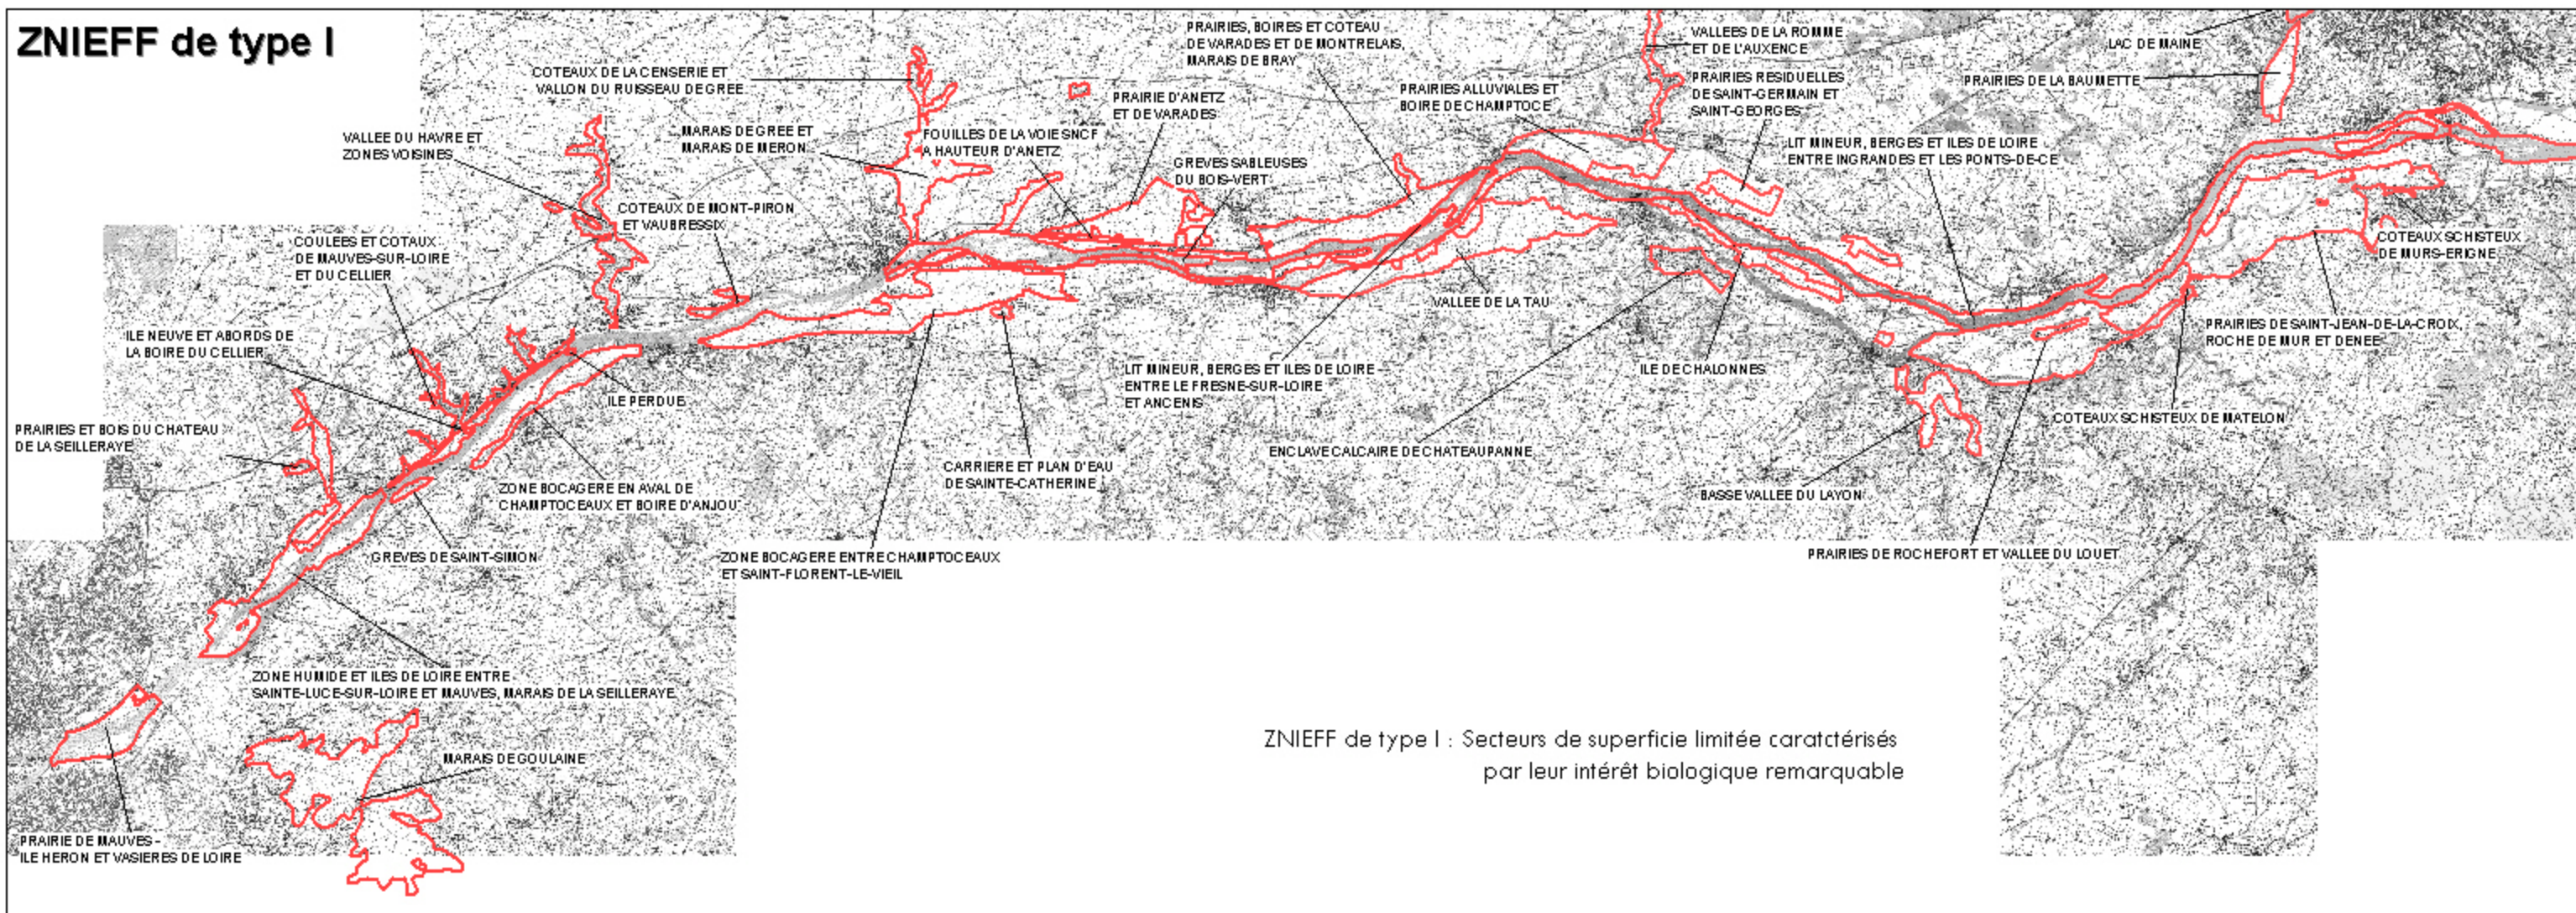 ZNIEFF de type I
PRAIRIES, BOIRES ET COTEAU
DE VARADES ET DE MONTRELAIS,
MARAIS DE BRAY
VALLEES DE LA ROMME
ET DE L'AUXENCE
LAC DE MAINE
COTEAUX DE LA CENSERIE ET
VALLON DU RUISSEAU DE GREE
PRAIRIES ALLUVIALES ET
BOIRE DE CHAMPTOCE
PRAIRIES RESIDUELLES
DE SAINT-GERMAIN ET
SAINT-GEORGES
PRAIRIES DE LA BAUMETTE
PRAIRIE D'ANETZ
ET DE VARADES
VALLEE DU HAVRE ET
ZONES VOISINES
MARAIS DE GREE ET
MARAIS DE MERON
FOUILLES DE LA VOIE SNCF
A HAUTEUR D'ANETZ
GREVES SABLEUSES
DU BOIS-VERT
LIT MINEUR, BERGES ET ILES DE LOIRE
ENTRE INGRANDES ET LES PONTS-DE-CE
COTEAUX DE MONT-PIRON
ET VAUBRESSIX
COULEES ET COTAUX
DE MAUVES-SUR-LOIRE
ET DU CELLIER
COTEAUX SCHISTEUX
DE MURS-ERIGNE
VALLEE DE LA TAU
ILE NEUVE ET ABORDS DE
LA BOIRE DU CELLIER
PRAIRIES DE SAINT-JEAN-DE-LA-CROIX,
ROCHE DE MUR ET DENEE
LIT MINEUR, BERGES ET ILES DE LOIRE
ENTRE LE FRESNE-SUR-LOIRE
ET ANCENIS
ILE DE CHALONNES
ILE PERDUE
PRAIRIES ET BOIS DU CHATEAU
DE LA SEILLERAYE
COTEAUX SCHISTEUX DE MATELON
ENCLAVE CALCAIRE DE CHATEAUPANNE
CARRIERE ET PLAN D'EAU
DE SAINTE-CATHERINE
ZONE BOCAGERE EN AVAL DE
CHAMPTOCEAUX ET BOIRE D'ANJOU
BASSE VALLEE DU LAYON
GREVES DE SAINT-SIMON
ZONE BOCAGERE ENTRE CHAMPTOCEAUX
ET SAINT-FLORENT-LE-VIEIL
PRAIRIES DE ROCHEFORT ET VALLEE DU LOUET
ZONE HUMIDE ET ILES DE LOIRE ENTRE
SAINTE-LUCE-SUR-LOIRE ET MAUVES, MARAIS DE LA SEILLERAYE
MARAIS DE GOULAINE
ZNIEFF de type I : Secteurs de superficie limitée caratctérisés
par leur intérêt biologique remarquable
PRAIRIE DE MAUVES -
ILE HERON ET VASIERES DE LOIRE